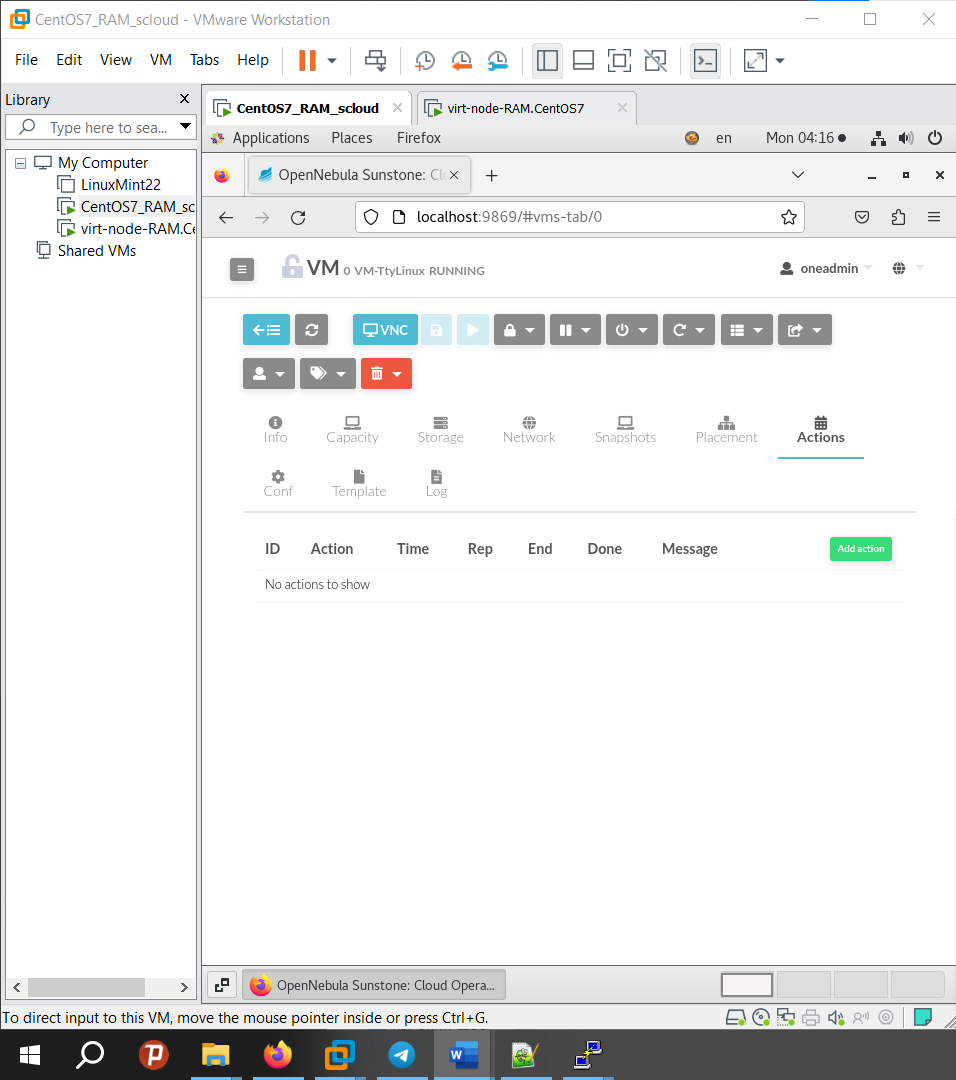 CentOS7_RAM_scloud - VMware Workstation
File Edit View VM Tabs Help
Library
Type here to sea...
My Computer
LinuxMint22
CentOS7_RAM_sc
virt-node-RAM.Ce
Shared VMs
CentOS7_RAM_scloud virt-node-RAM.CentOS7
Applications Places Firefox en Mon 04:16
OpenNebula Sunstone: Clo
localhost:9869/#vms-tab/0
VM 0 VM-TtyLinux RUNNING oneadmin
VNC
Info Capacity Storage Network Snapshots Placement Actions
Conf Template Log
ID Action Time Rep End Done Message Add action
No actions to show
OpenNebula Sunstone: Cloud Opera...
To direct input to this VM, move the mouse pointer inside or press Ctrl+G.